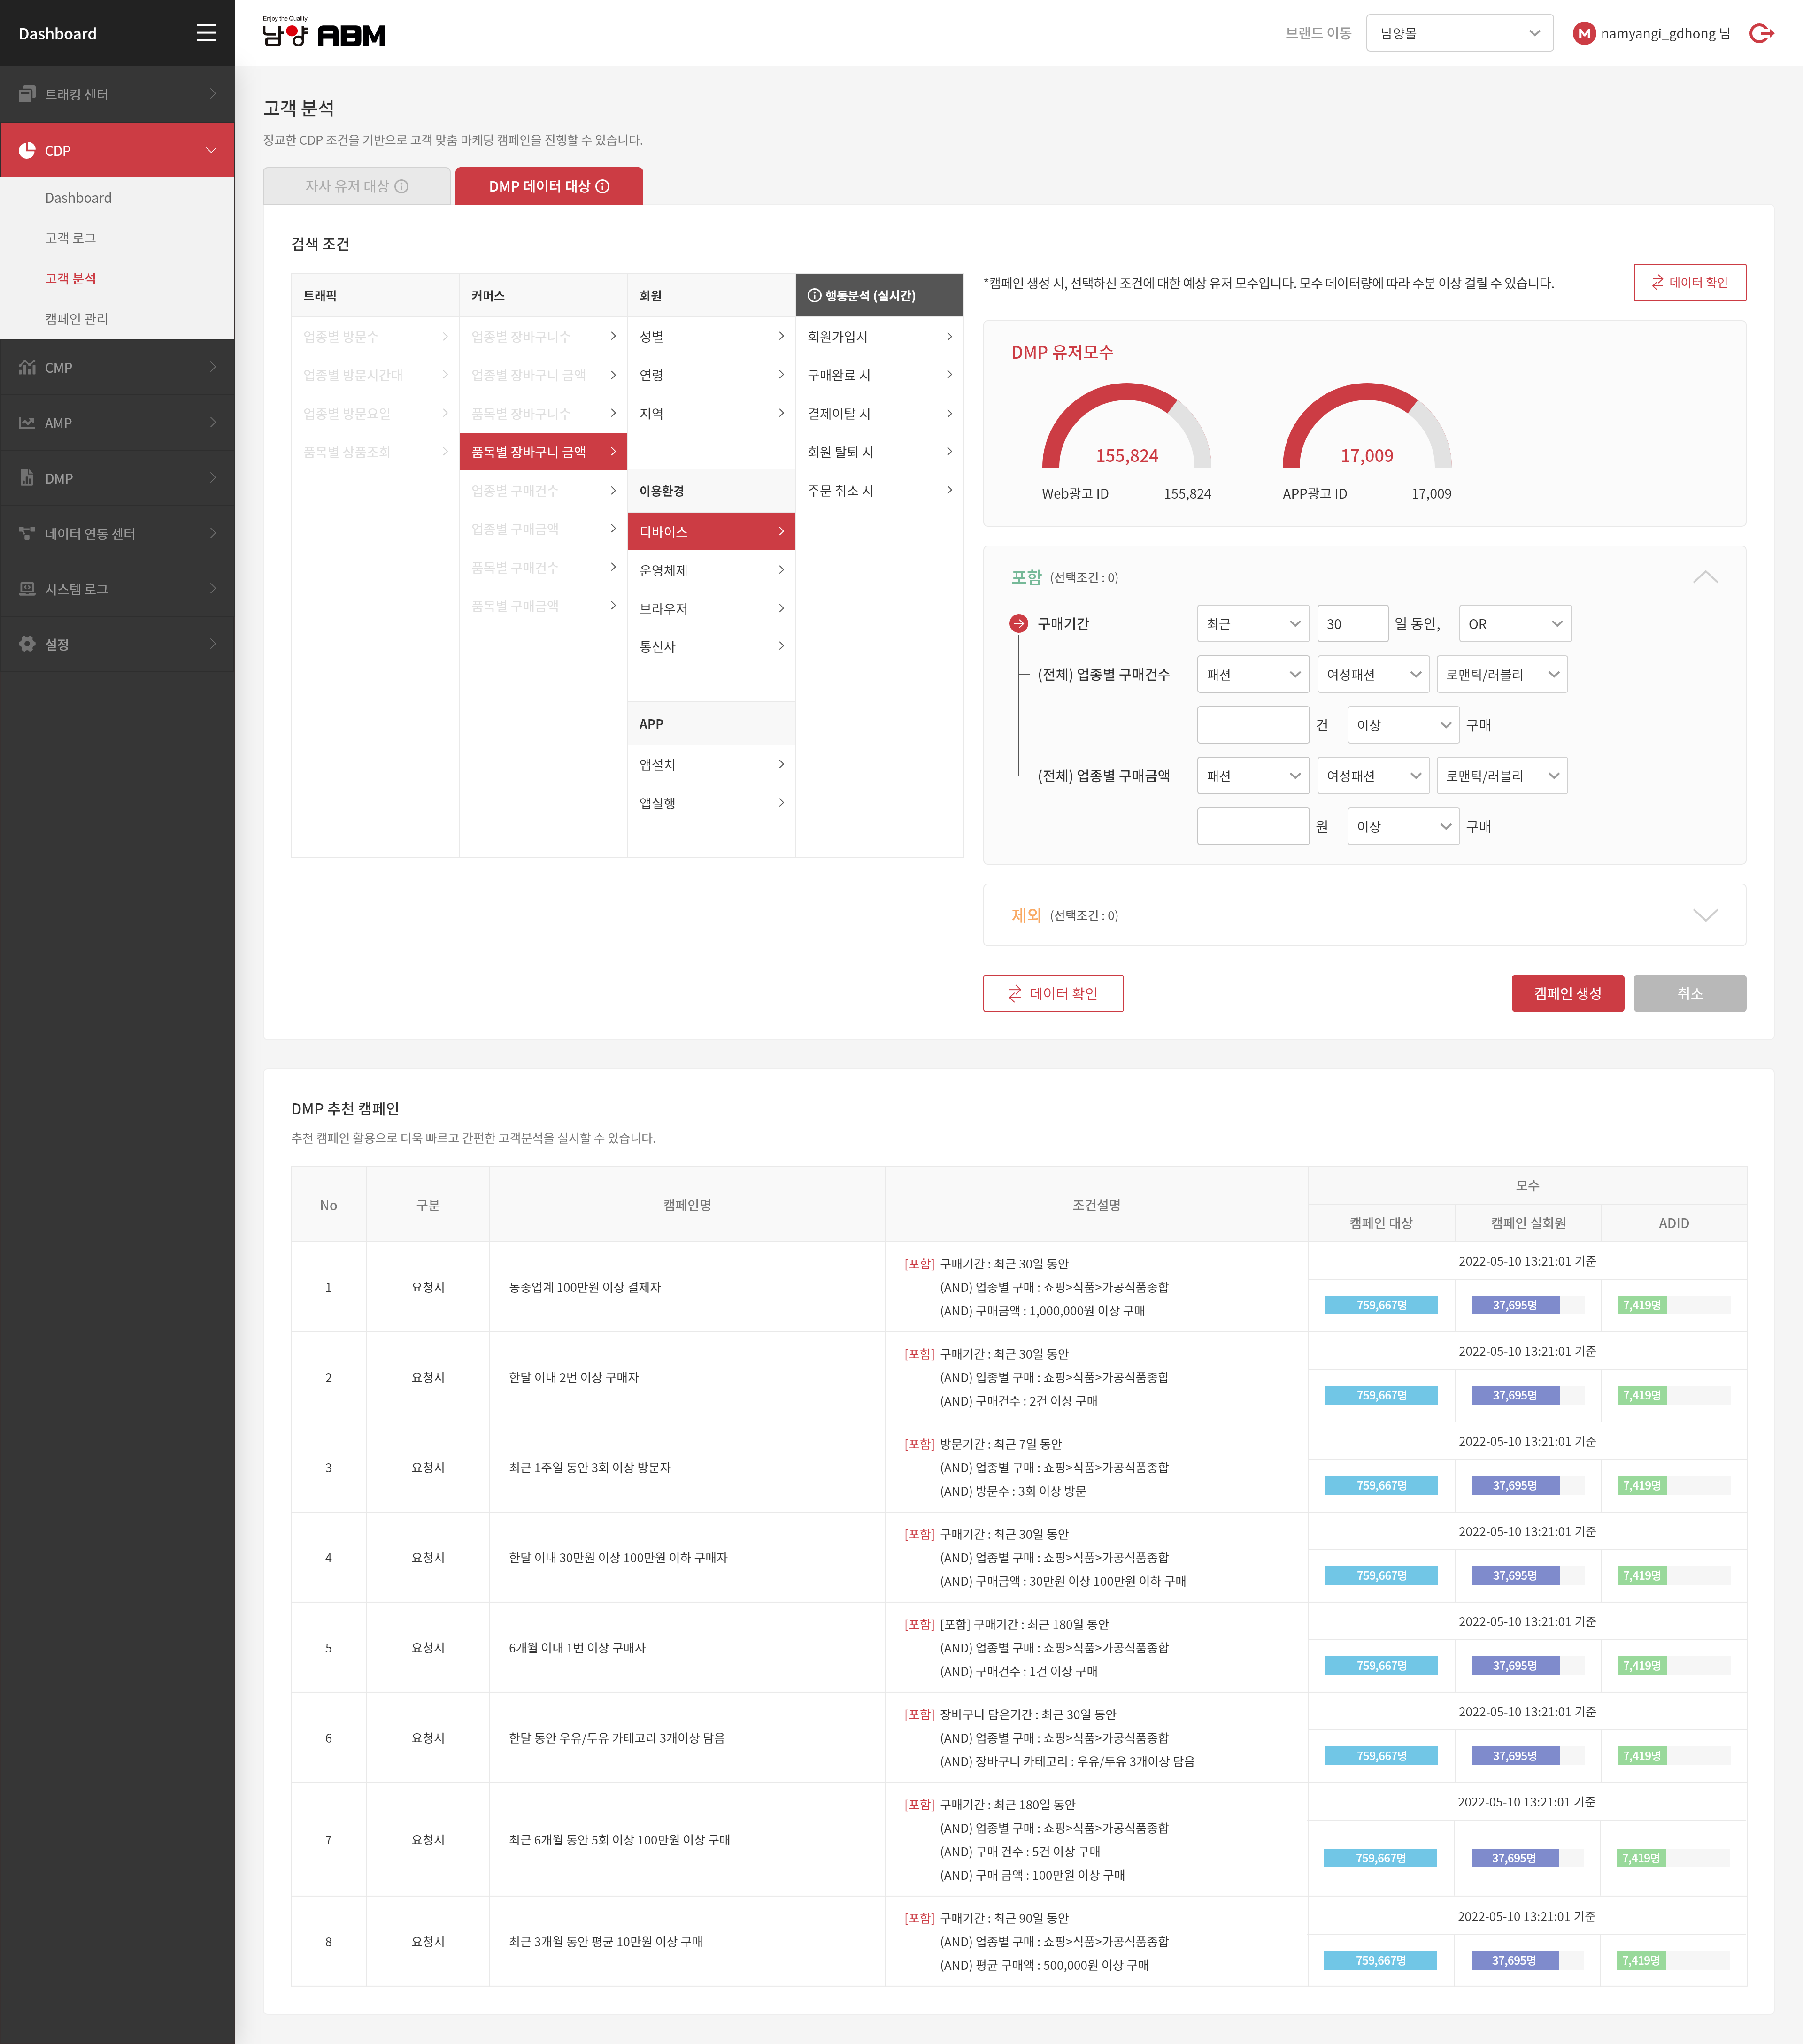 Dashboard
Enjoy the Quality
남양 ABM
브랜드 이동
남양몰
M
namyangi_gdhong 님
트래킹 센터
CDP
Dashboard
고객 로그
고객 분석
캠페인 관리
CMP
AMP
DMP
데이터 연동 센터
시스템 로그
설정
고객 분석
정교한 CDP 조건을 기반으로 고객 맞춤 마케팅 캠페인을 진행할 수 있습니다.
자사 유저 대상
DMP 데이터 대상
검색 조건
트래픽
업종별 방문수
업종별 방문시간대
업종별 방문요일
품목별 상품조회
커머스
업종별 장바구니수
업종별 장바구니 금액
품목별 장바구니수
품목별 장바구니 금액
업종별 구매건수
업종별 구매금액
품목별 구매건수
품목별 구매금액
회원
성별
연령
지역
이용환경
디바이스
운영체제
브라우저
통신사
APP
앱설치
앱실행
행동분석 (실시간)
회원가입시
구매완료 시
결제이탈 시
회원 탈퇴 시
주문 취소 시
*캠페인 생성 시, 선택하신 조건에 대한 예상 유저 모수입니다. 모수 데이터량에 따라 수분 이상 걸릴 수 있습니다.
데이터 확인
DMP 유저모수
155,824
Web광고 ID 155,824
17,009
APP광고 ID 17,009
포함 (선택조건 : 0)
구매기간 최근 30 일 동안, OR
(전체) 업종별 구매건수 패션 여성패션 로맨틱/러블리
건 이상 구매
(전체) 업종별 구매금액 패션 여성패션 로맨틱/러블리
원 이상 구매
제외 (선택조건 : 0)
데이터 확인
캠페인 생성
취소
DMP 추천 캠페인
추천 캠페인 활용으로 더욱 빠르고 간편한 고객분석을 실시할 수 있습니다.
No 구분 캠페인명 조건설명 모수
캠페인 대상 캠페인 실회원 ADID
1 요청시 동종업계 100만원 이상 결제자
[포함] 구매기간 : 최근 30일 동안
(AND) 업종별 구매 : 쇼핑>식품>가공식품종합
(AND) 구매금액 : 1,000,000원 이상 구매
2022-05-10 13:21:01 기준
759,667명 37,695명 7,419명
2 요청시 한달 이내 2번 이상 구매자
[포함] 구매기간 : 최근 30일 동안
(AND) 업종별 구매 : 쇼핑>식품>가공식품종합
(AND) 구매건수 : 2건 이상 구매
2022-05-10 13:21:01 기준
759,667명 37,695명 7,419명
3 요청시 최근 1주일 동안 3회 이상 방문자
[포함] 방문기간 : 최근 7일 동안
(AND) 업종별 구매 : 쇼핑>식품>가공식품종합
(AND) 방문수 : 3회 이상 방문
2022-05-10 13:21:01 기준
759,667명 37,695명 7,419명
4 요청시 한달 이내 30만원 이상 100만원 이하 구매자
[포함] 구매기간 : 최근 30일 동안
(AND) 업종별 구매 : 쇼핑>식품>가공식품종합
(AND) 구매금액 : 30만원 이상 100만원 이하 구매
2022-05-10 13:21:01 기준
759,667명 37,695명 7,419명
5 요청시 6개월 이내 1번 이상 구매자
[포함] [포함] 구매기간 : 최근 180일 동안
(AND) 업종별 구매 : 쇼핑>식품>가공식품종합
(AND) 구매건수 : 1건 이상 구매
2022-05-10 13:21:01 기준
759,667명 37,695명 7,419명
6 요청시 한달 동안 우유/두유 카테고리 3개이상 담음
[포함] 장바구니 담은기간 : 최근 30일 동안
(AND) 업종별 구매 : 쇼핑>식품>가공식품종합
(AND) 장바구니 카테고리 : 우유/두유 3개이상 담음
2022-05-10 13:21:01 기준
759,667명 37,695명 7,419명
7 요청시 최근 6개월 동안 5회 이상 100만원 이상 구매
[포함] 구매기간 : 최근 180일 동안
(AND) 업종별 구매 : 쇼핑>식품>가공식품종합
(AND) 구매 건수 : 5건 이상 구매
(AND) 구매 금액 : 100만원 이상 구매
2022-05-10 13:21:01 기준
759,667명 37,695명 7,419명
8 요청시 최근 3개월 동안 평균 10만원 이상 구매
[포함] 구매기간 : 최근 90일 동안
(AND) 업종별 구매 : 쇼핑>식품>가공식품종합
(AND) 평균 구매액 : 500,000원 이상 구매
2022-05-10 13:21:01 기준
759,667명 37,695명 7,419명